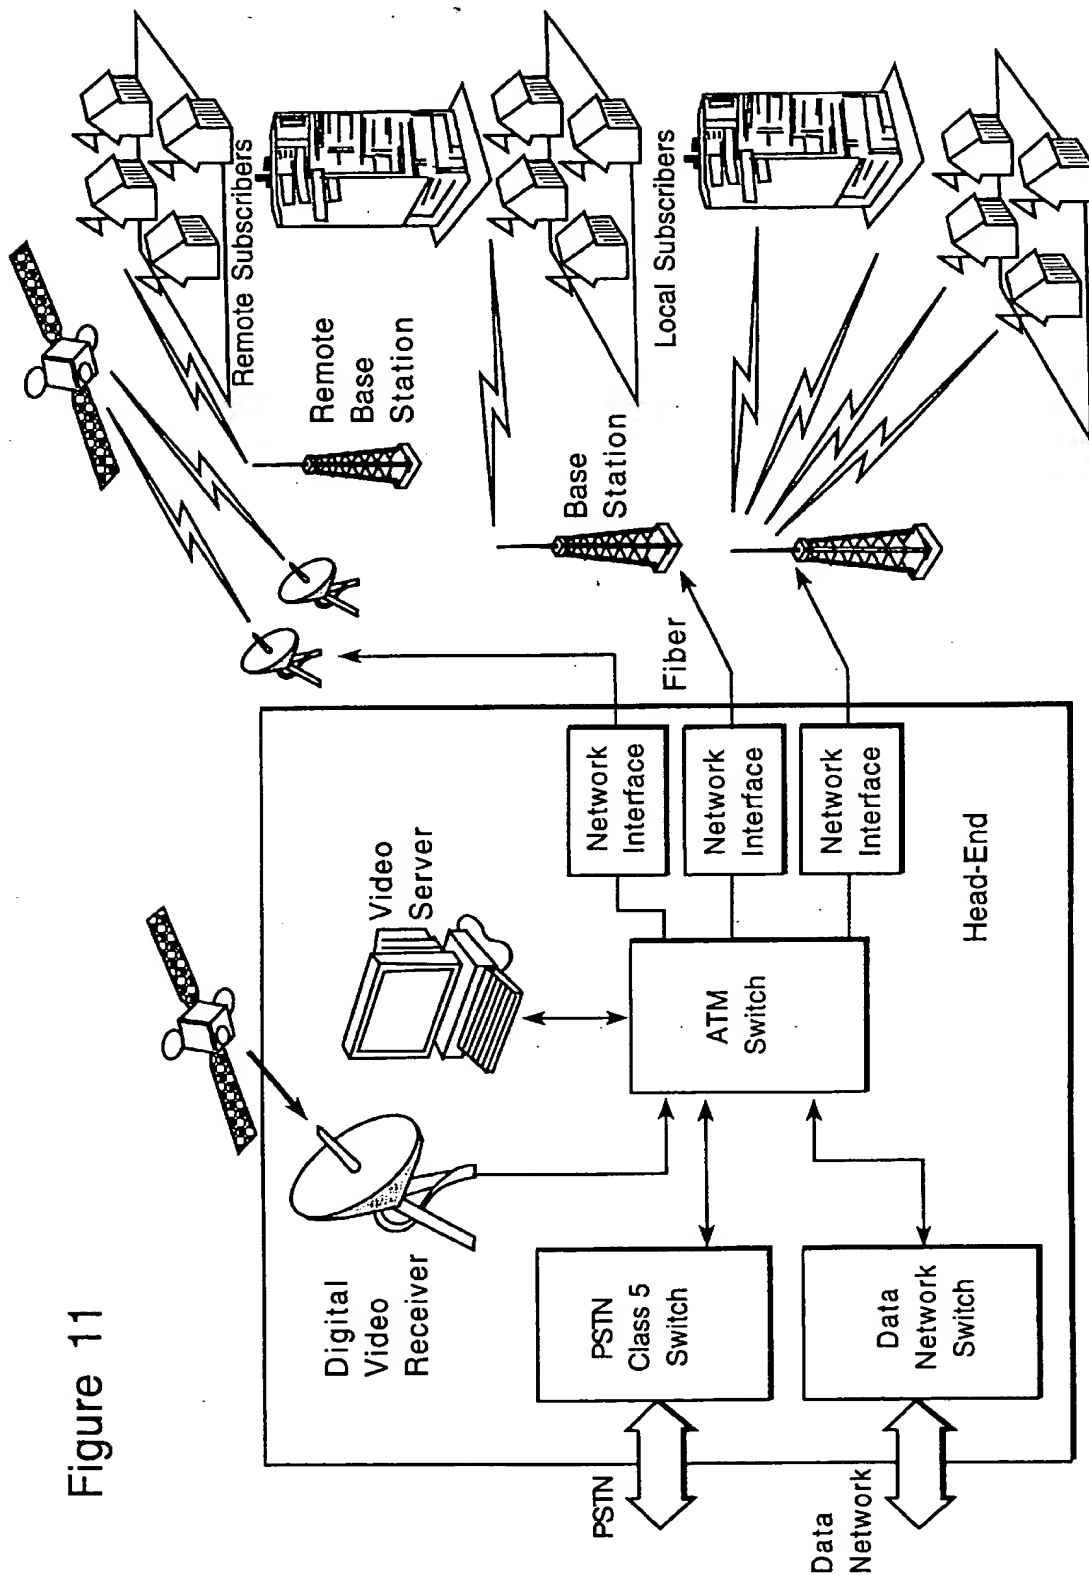 Figure 11
Digital
Video
Receiver
Video
Server
PSTN
PSTN
Class 5
Switch
Data
Network
Data
Network
Switch
ATM
Switch
Network
Interface
Network
Interface
Network
Interface
Head-End
Fiber
Base
Station
Remote
Base
Station
Remote Subscribers
Local Subscribers